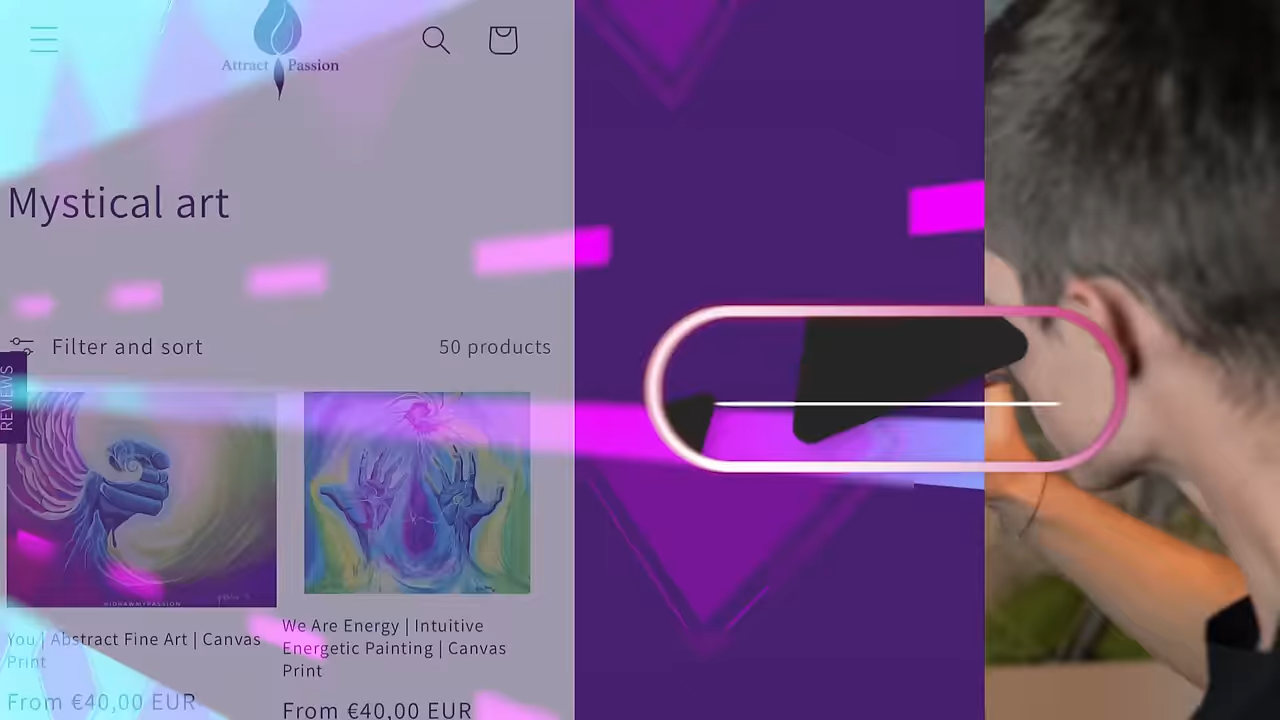 Attract Passion
Mystical art
Filter and sort
50 products
REVIEWS
@IDRAWMYPASSION
You | Abstract Fine Art | Canvas
Print
From €40,00 EUR
We Are Energy | Intuitive
Energetic Painting | Canvas
Print
From €40,00 EUR